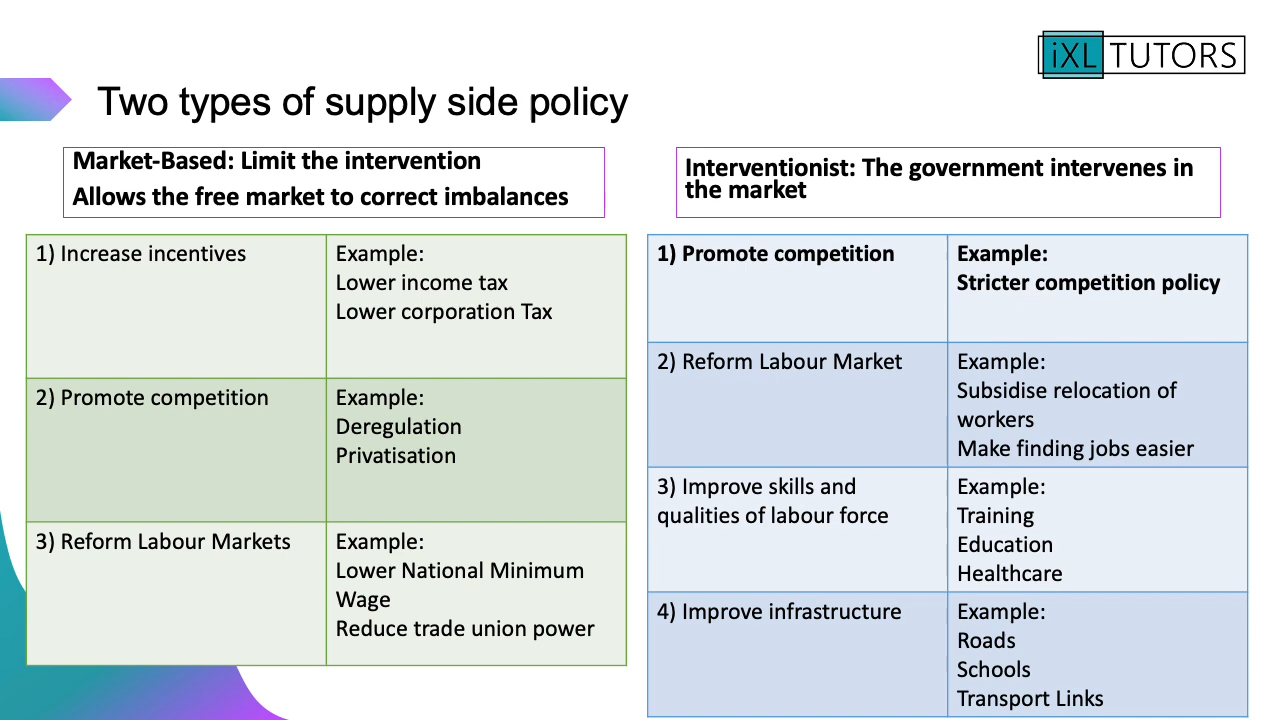 iXL TUTORS
Two types of supply side policy
Market-Based: Limit the intervention
Allows the free market to correct imbalances
1) Increase incentives
Example:
Lower income tax
Lower corporation Tax
2) Promote competition
Example:
Deregulation
Privatisation
3) Reform Labour Markets
Example:
Lower National Minimum
Wage
Reduce trade union power
Interventionist: The government intervenes in
the market
1) Promote competition
Example:
Stricter competition policy
2) Reform Labour Market
Example:
Subsidise relocation of
workers
Make finding jobs easier
3) Improve skills and
qualities of labour force
Example:
Training
Education
Healthcare
4) Improve infrastructure
Example:
Roads
Schools
Transport Links